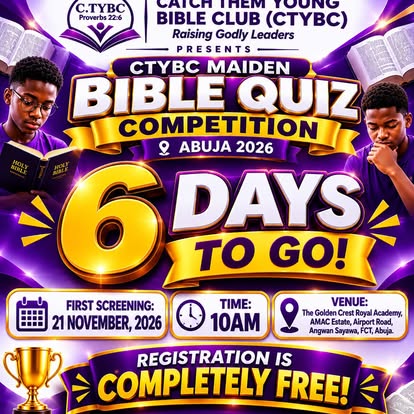 C.TYBC
Proverbs 22:6
CATCH THEM YOUNG
BIBLE CLUB (CTYBC)
Raising Godly Leaders
PRESENTS
CTYBC MAIDEN
BIBLE QUIZ
COMPETITION
ABUJA 2026
HOLY BIBLE
HOLY BIBLE
6 DAYS
TO GO!
FIRST SCREENING:
21 NOVEMBER, 2026
TIME:
10AM
VENUE:
The Golden Crest Royal Academy,
AMAC Estate, Airport Road,
Angwan Sayawa, FCT, Abuja.
REGISTRATION IS
COMPLETELY FREE!